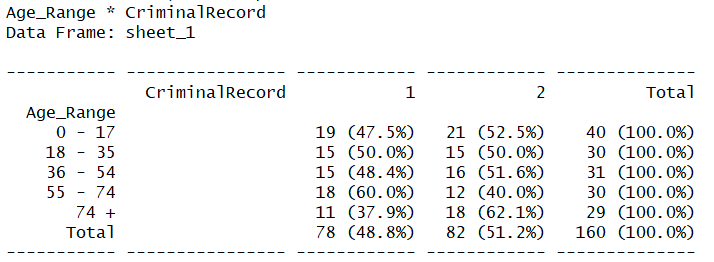 Age_Range * CriminalRecord
Data Frame: sheet_1
----------- ---------------- ------------ ------------ --------------
CriminalRecord 1 2 Total
Age_Range
0 - 17 19 (47.5%) 21 (52.5%) 40 (100.0%)
18 - 35 15 (50.0%) 15 (50.0%) 30 (100.0%)
36 - 54 15 (48.4%) 16 (51.6%) 31 (100.0%)
55 - 74 18 (60.0%) 12 (40.0%) 30 (100.0%)
74 + 11 (37.9%) 18 (62.1%) 29 (100.0%)
Total 78 (48.8%) 82 (51.2%) 160 (100.0%)
----------- ---------------- ------------ ------------ --------------